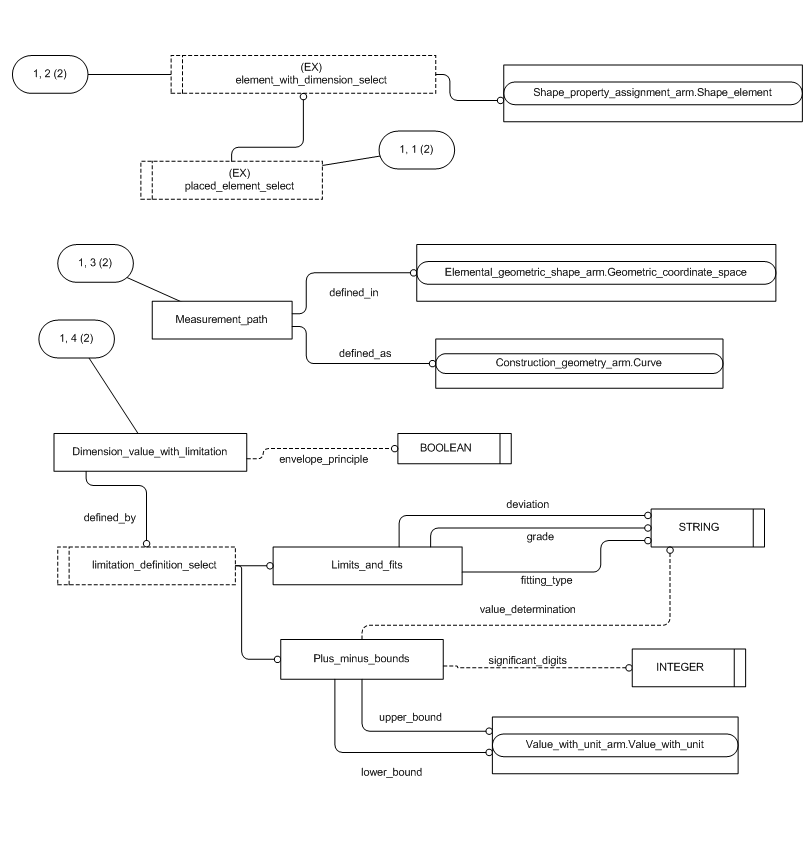 1, 2 (2)
(EX)
element_with_dimension_select
Shape_property_assignment_arm.Shape_element
1, 1 (2)
(EX)
placed_element_select
1, 3 (2)
Elemental_geometric_shape_arm.Geometric_coordinate_space
defined_in
Measurement_path
1, 4 (2)
defined_as
Construction_geometry_arm.Curve
Dimension_value_with_limitation
BOOLEAN
envelope_principle
deviation
defined_by
STRING
grade
limitation_definition_select
Limits_and_fits
fitting_type
value_determination
Plus_minus_bounds
significant_digits
INTEGER
upper_bound
Value_with_unit_arm.Value_with_unit
lower_bound